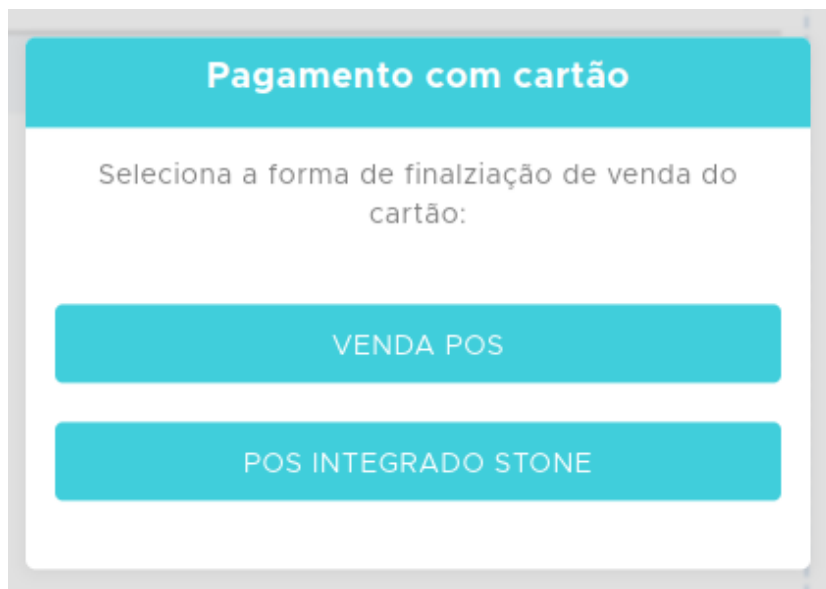 Pagamento com cartão
Seleciona a forma de finalziação de venda do
cartão:
VENDA POS
POS INTEGRADO STONE